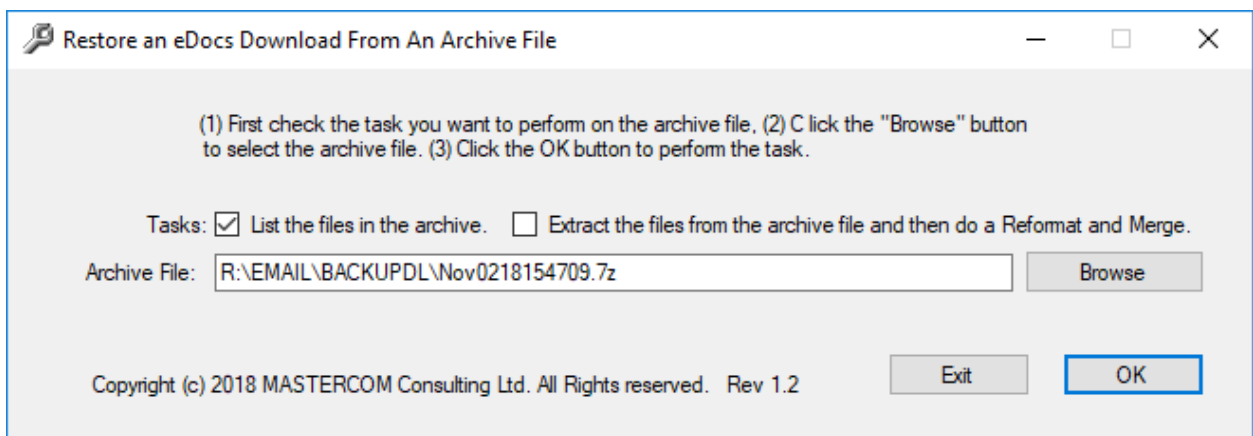 Restore an eDocs Download From An Archive File
(1) First check the task you want to perform on the archive file, (2) C lick the "Browse" button
to select the archive file. (3) Click the OK button to perform the task.
Tasks: List the files in the archive. Extract the files from the archive file and then do a Reformat and Merge.
Archive File: R:\EMAIL\BACKUPDL\Nov0218154709.7z Browse
Copyright (c) 2018 MASTERCOM Consulting Ltd. All Rights reserved. Rev 1.2 Exit OK